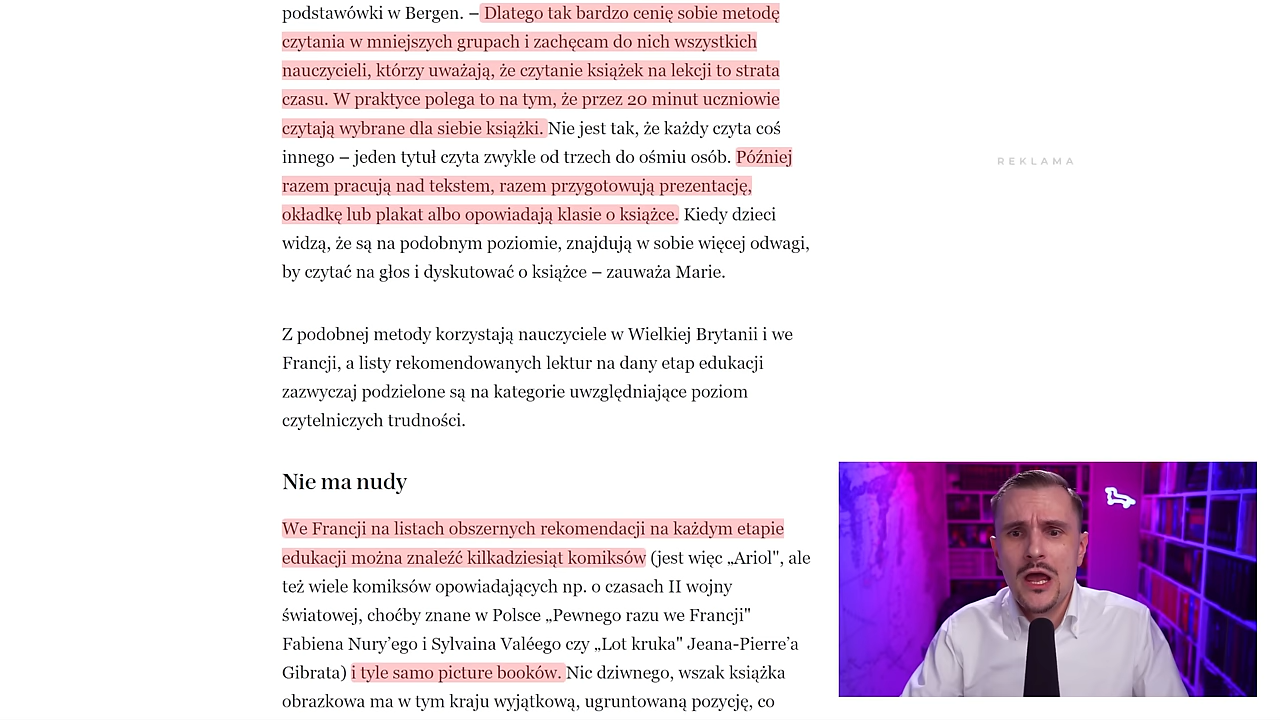 podstawówki w Bergen. – Dlatego tak bardzo cenię sobie metodę
czytania w mniejszych grupach i zachęcam do nich wszystkich
nauczycieli, którzy uważają, że czytanie książek na lekcji to strata
czasu. W praktyce polega to na tym, że przez 20 minut uczniowie
czytają wybrane dla siebie książki. Nie jest tak, że każdy czyta coś
innego – jeden tytuł czyta zwykle od trzech do ośmiu osób. Później
razem pracują nad tekstem, razem przygotowują prezentację,
okładkę lub plakat albo opowiadają klasie o książce. Kiedy dzieci
widzą, że są na podobnym poziomie, znajdują w sobie więcej odwagi,
by czytać na głos i dyskutować o książce – zauważa Marie.
Z podobnej metody korzystają nauczyciele w Wielkiej Brytanii i we
Francji, a listy rekomendowanych lektur na dany etap edukacji
zazwyczaj podzielone są na kategorie uwzględniające poziom
czytelniczych trudności.
Nie ma nudy
We Francji na listach obszernych rekomendacji na każdym etapie
edukacji można znaleźć kilkadziesiąt komiksów (jest więc „Ariol", ale
też wiele komiksów opowiadających np. o czasach II wojny
światowej, choćby znane w Polsce „Pewnego razu we Francji"
Fabiena Nury’ego i Sylvaina Valéego czy „Lot kruka" Jeana-Pierre’a
Gibrata) i tyle samo picture booków. Nic dziwnego, wszak książka
obrazkowa ma w tym kraju wyjątkową, ugruntowaną pozycję, co
REKLAMA